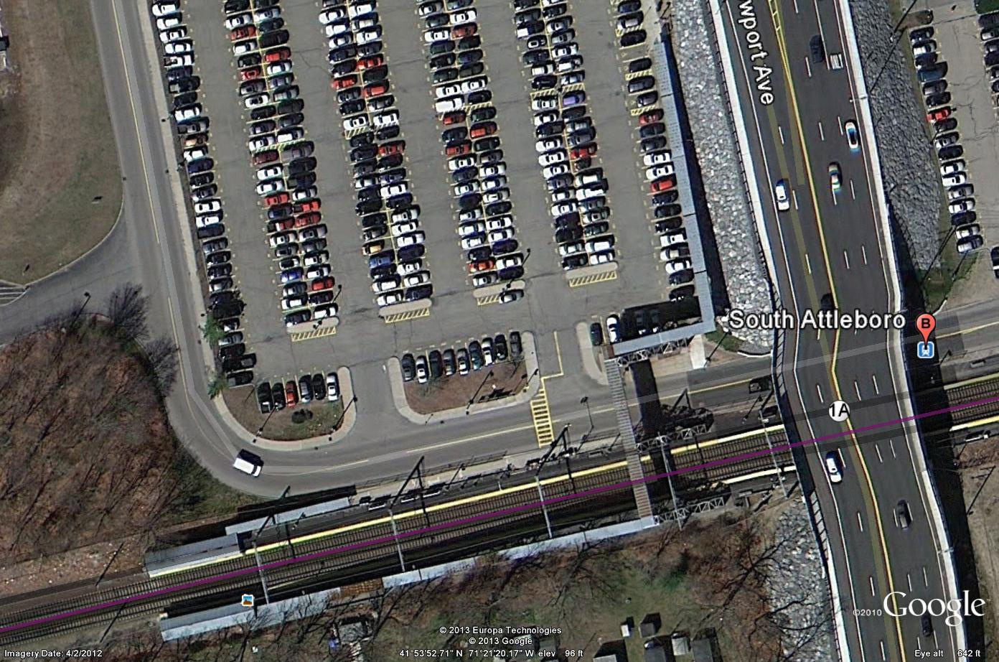 wport Ave
ONLY
South Attleboro
B
1A
©2010 Google
© 2013 Europa Technologies
© 2013 Google
Imagery Date: 4/2/2012
41°53'52.71" N 71°21'20.17" W elev 96 ft
Eye alt 642 ft